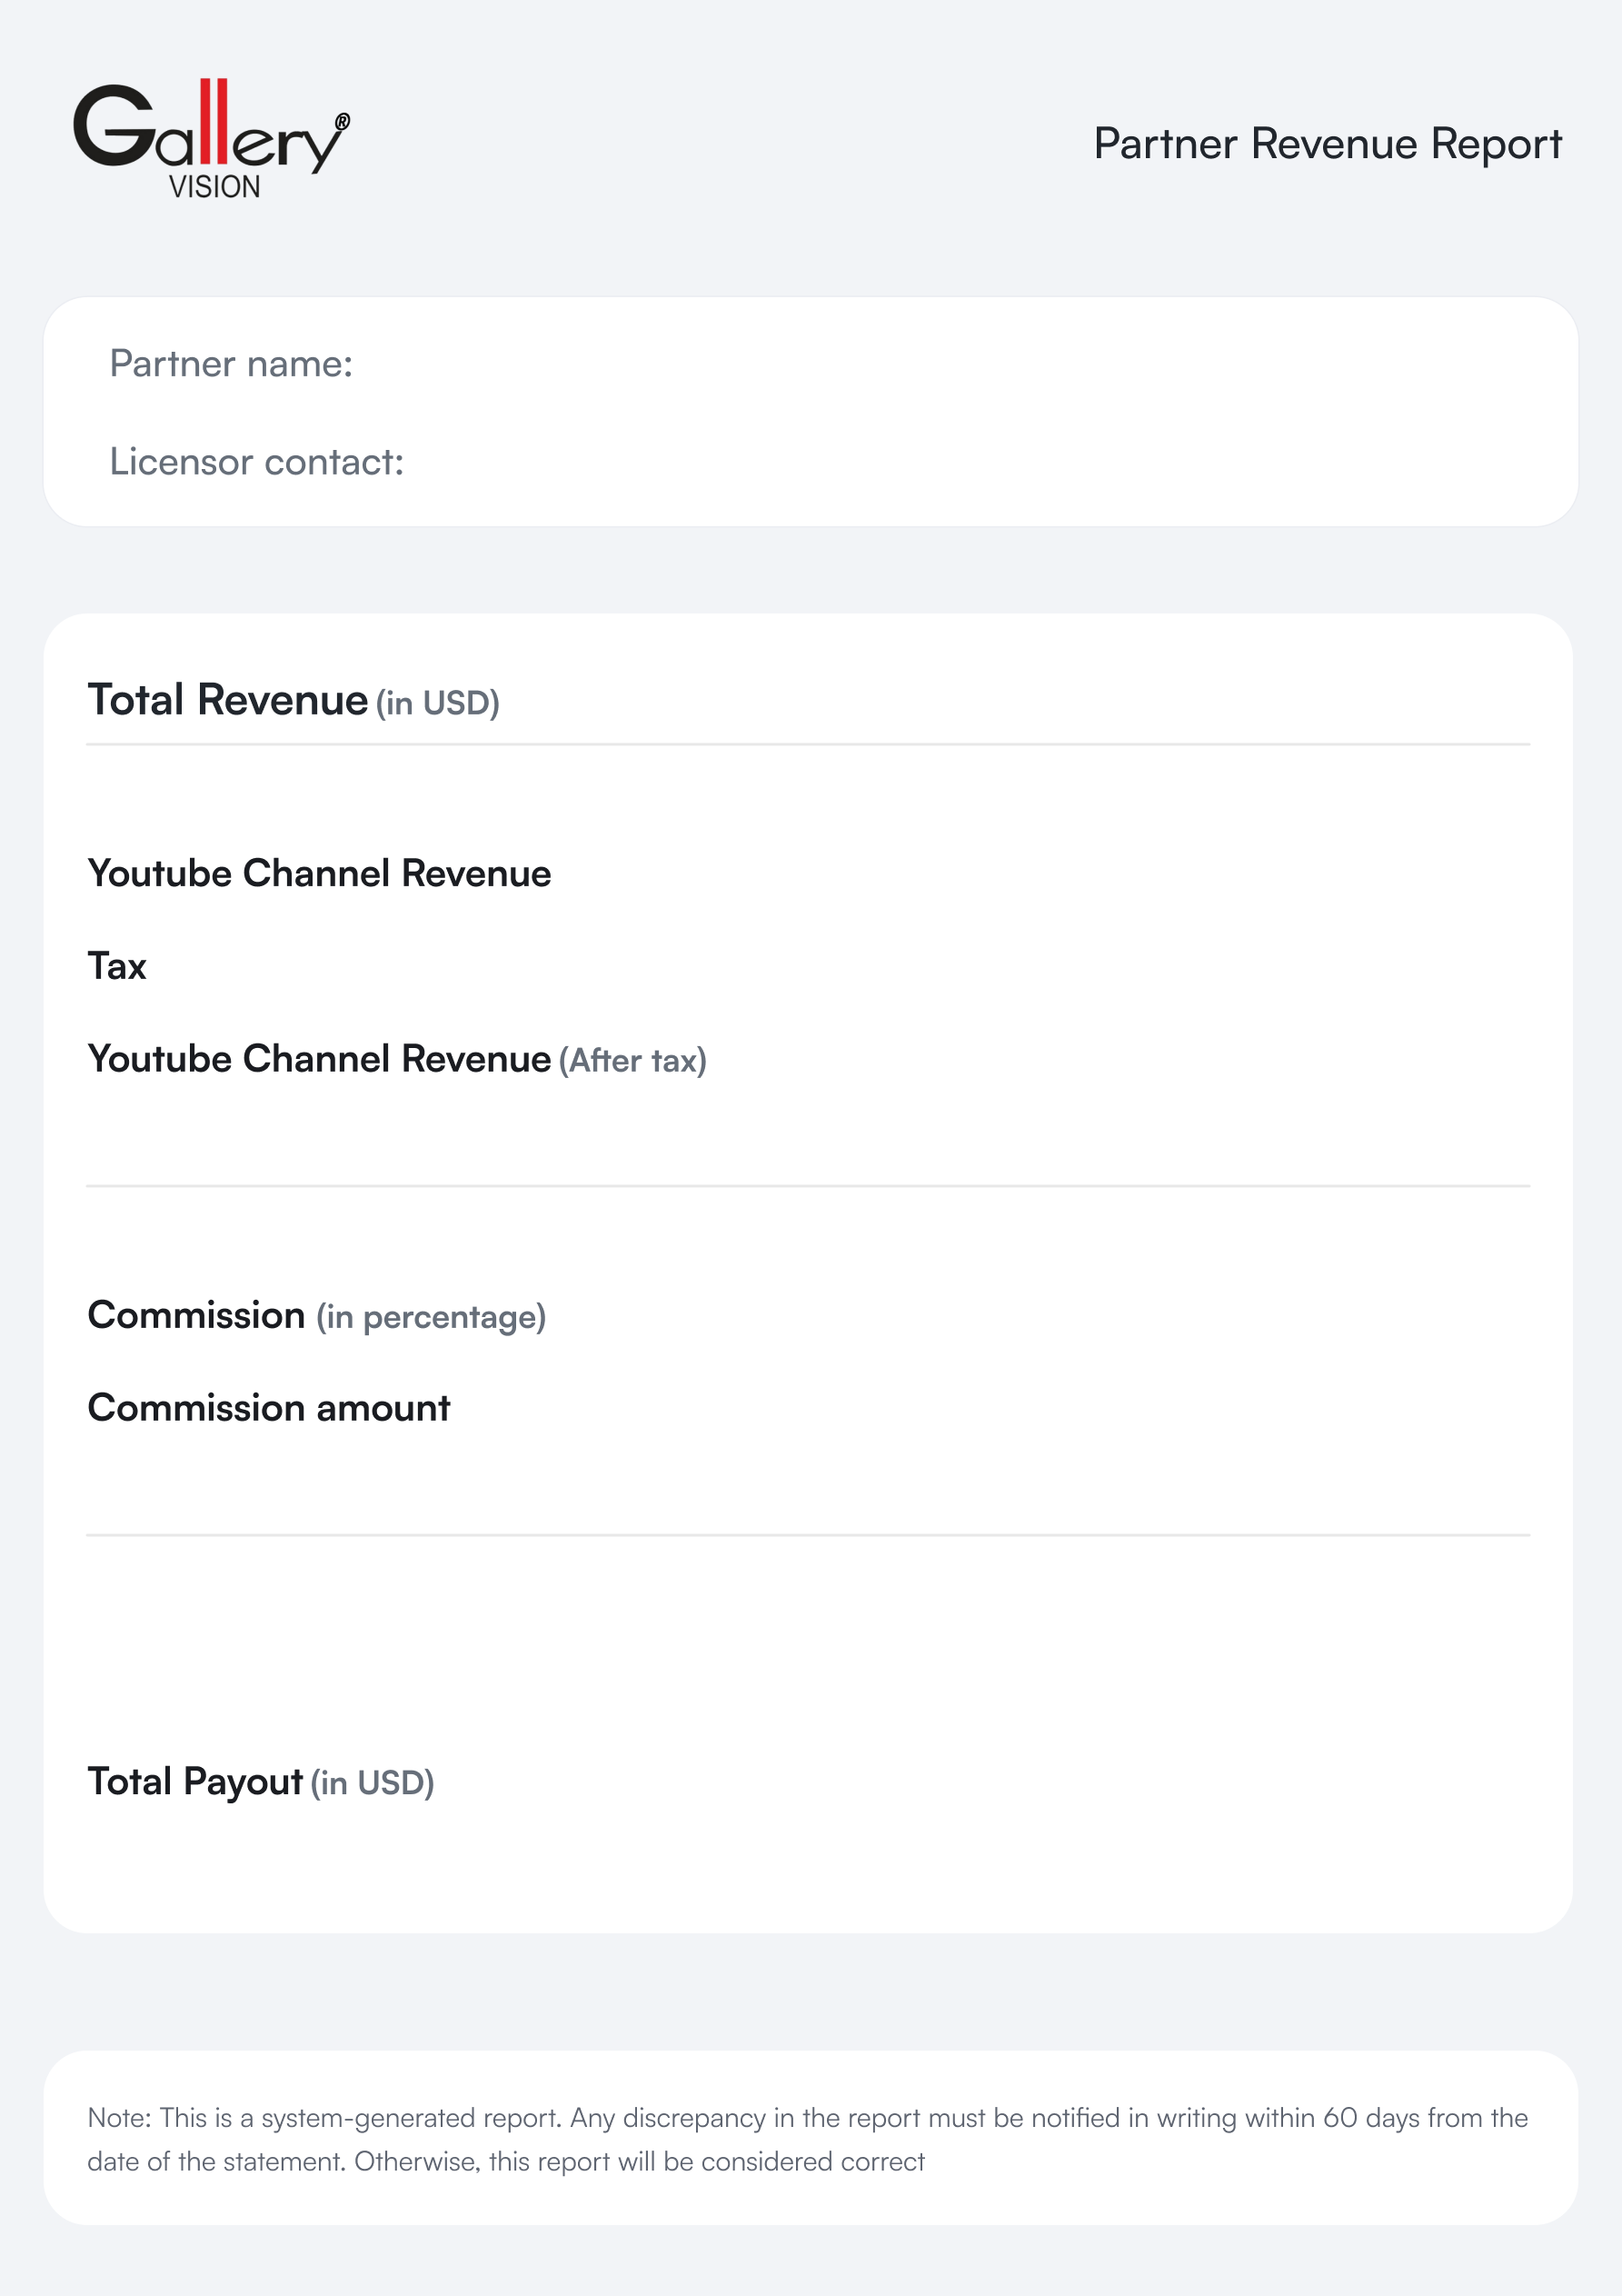 Gallery®
VISION
Partner Revenue Report
Partner name:
Licensor contact:
Total Revenue (in USD)
Youtube Channel Revenue
Tax
Youtube Channel Revenue (After tax)
Commission (in percentage)
Commission amount
Total Payout (in USD)
Note: This is a system-generated report. Any discrepancy in the report must be notified in writing within 60 days from the
date of the statement. Otherwise, this report will be considered correct